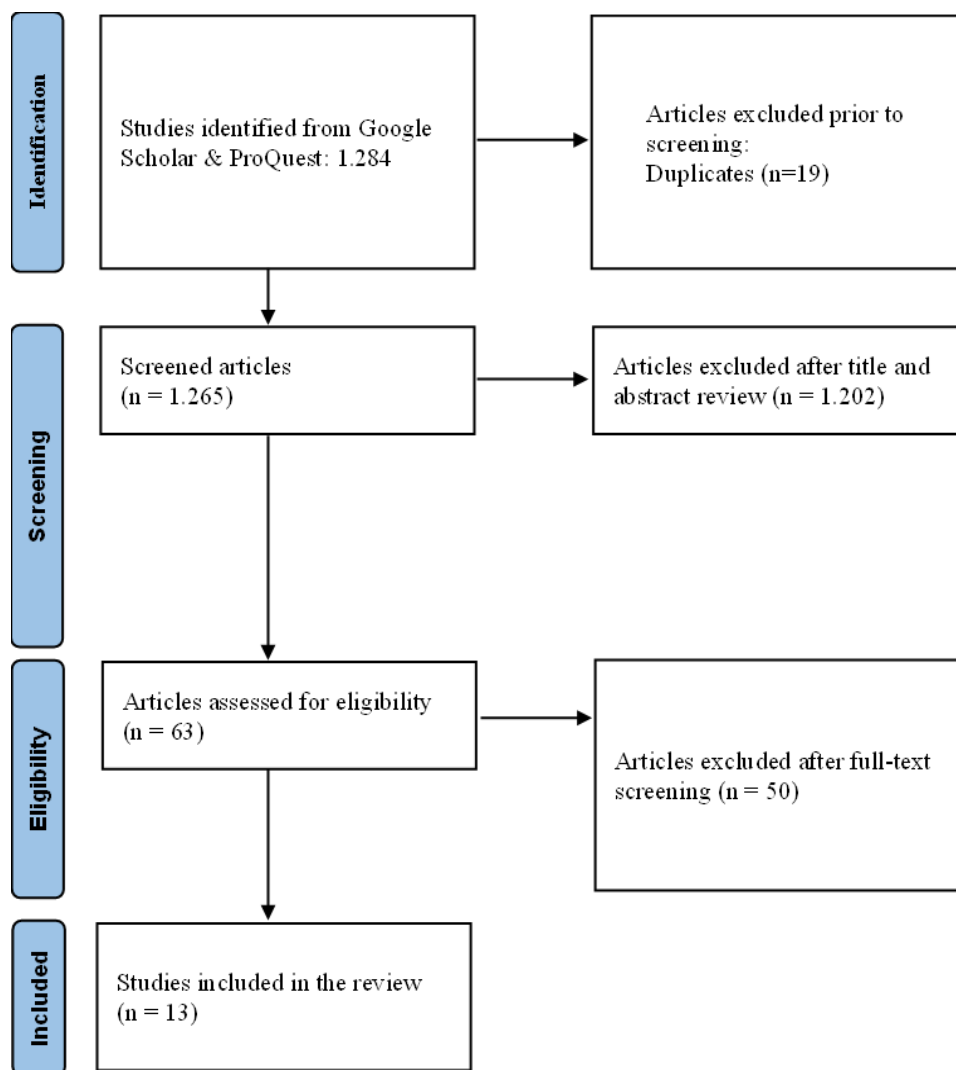 Identification
Studies identified from Google
Scholar & ProQuest: 1.284
Articles excluded prior to
screening:
Duplicates (n=19)
Screening
Screened articles
(n = 1.265)
Articles excluded after title and
abstract review (n = 1.202)
Eligibility
Articles assessed for eligibility
(n = 63)
Articles excluded after full-text
screening (n = 50)
Included
Studies included in the review
(n = 13)